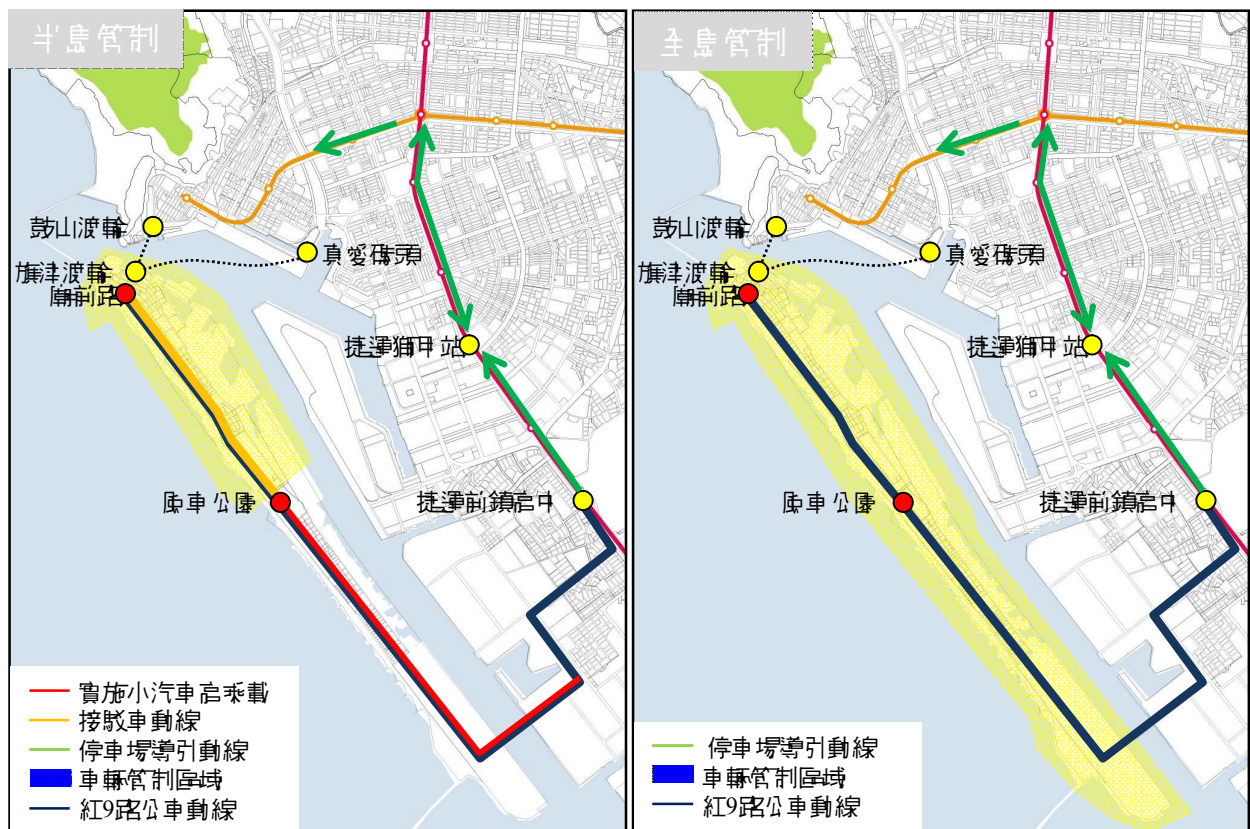 半島管制
鼓山渡輪
真愛碼頭
旗津渡輪
廟前路
捷運獅甲站
風車公園
捷運前鎮高中
實施小汽車高乘載
接駁車動線
停車場導引動線
車輛管制區域
紅9路公車動線
全島管制
鼓山渡輪
真愛碼頭
旗津渡輪
廟前路
捷運獅甲站
風車公園
捷運前鎮高中
停車場導引動線
車輛管制區域
紅9路公車動線